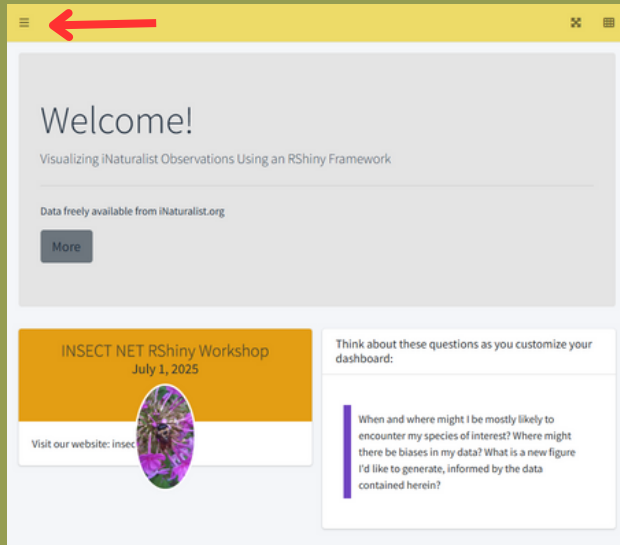 Welcome!
Visualizing iNaturalist Observations Using an RShiny Framework
Data freely available from iNaturalist.org
More
INSECT NET RShiny Workshop
July 1, 2025
Visit our website:
Think about these questions as you customize your
dashboard:
When and where might I be mostly likely to
encounter my species of interest? Where might
there be biases in my data? What is a new figure
I'd like to generate, informed by the data
contained herein?